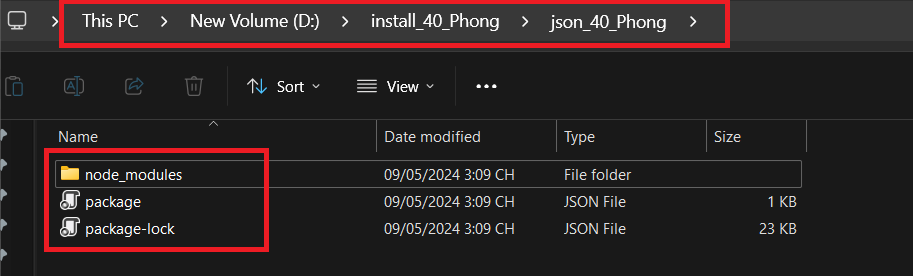 This PC > New Volume (D:) > install_40_Phong > json_40_Phong >
Sort View •••
Name Date modified Type Size
node_modules 09/05/2024 3:09 CH File folder
package 09/05/2024 3:09 CH JSON File 1 KB
package-lock 09/05/2024 3:09 CH JSON File 23 KB